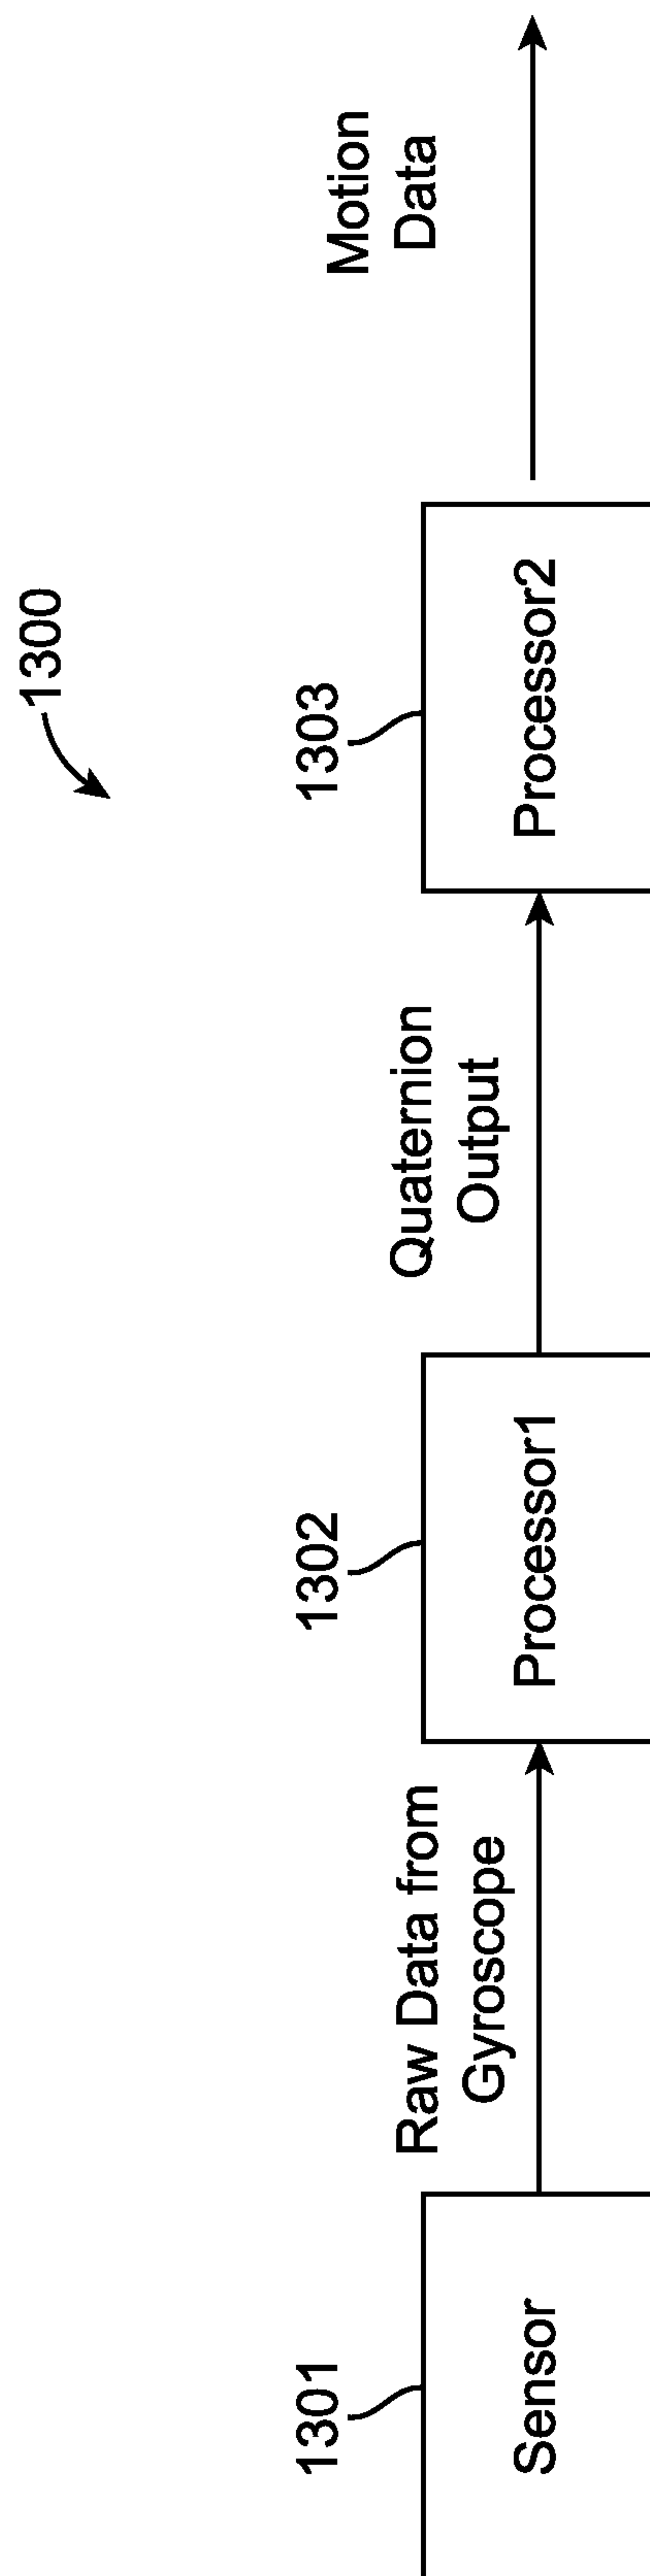 1300
1301
Sensor
Raw Data from
Gyroscope
1302
Processor1
Quaternion
Output
1303
Processor2
Motion
Data